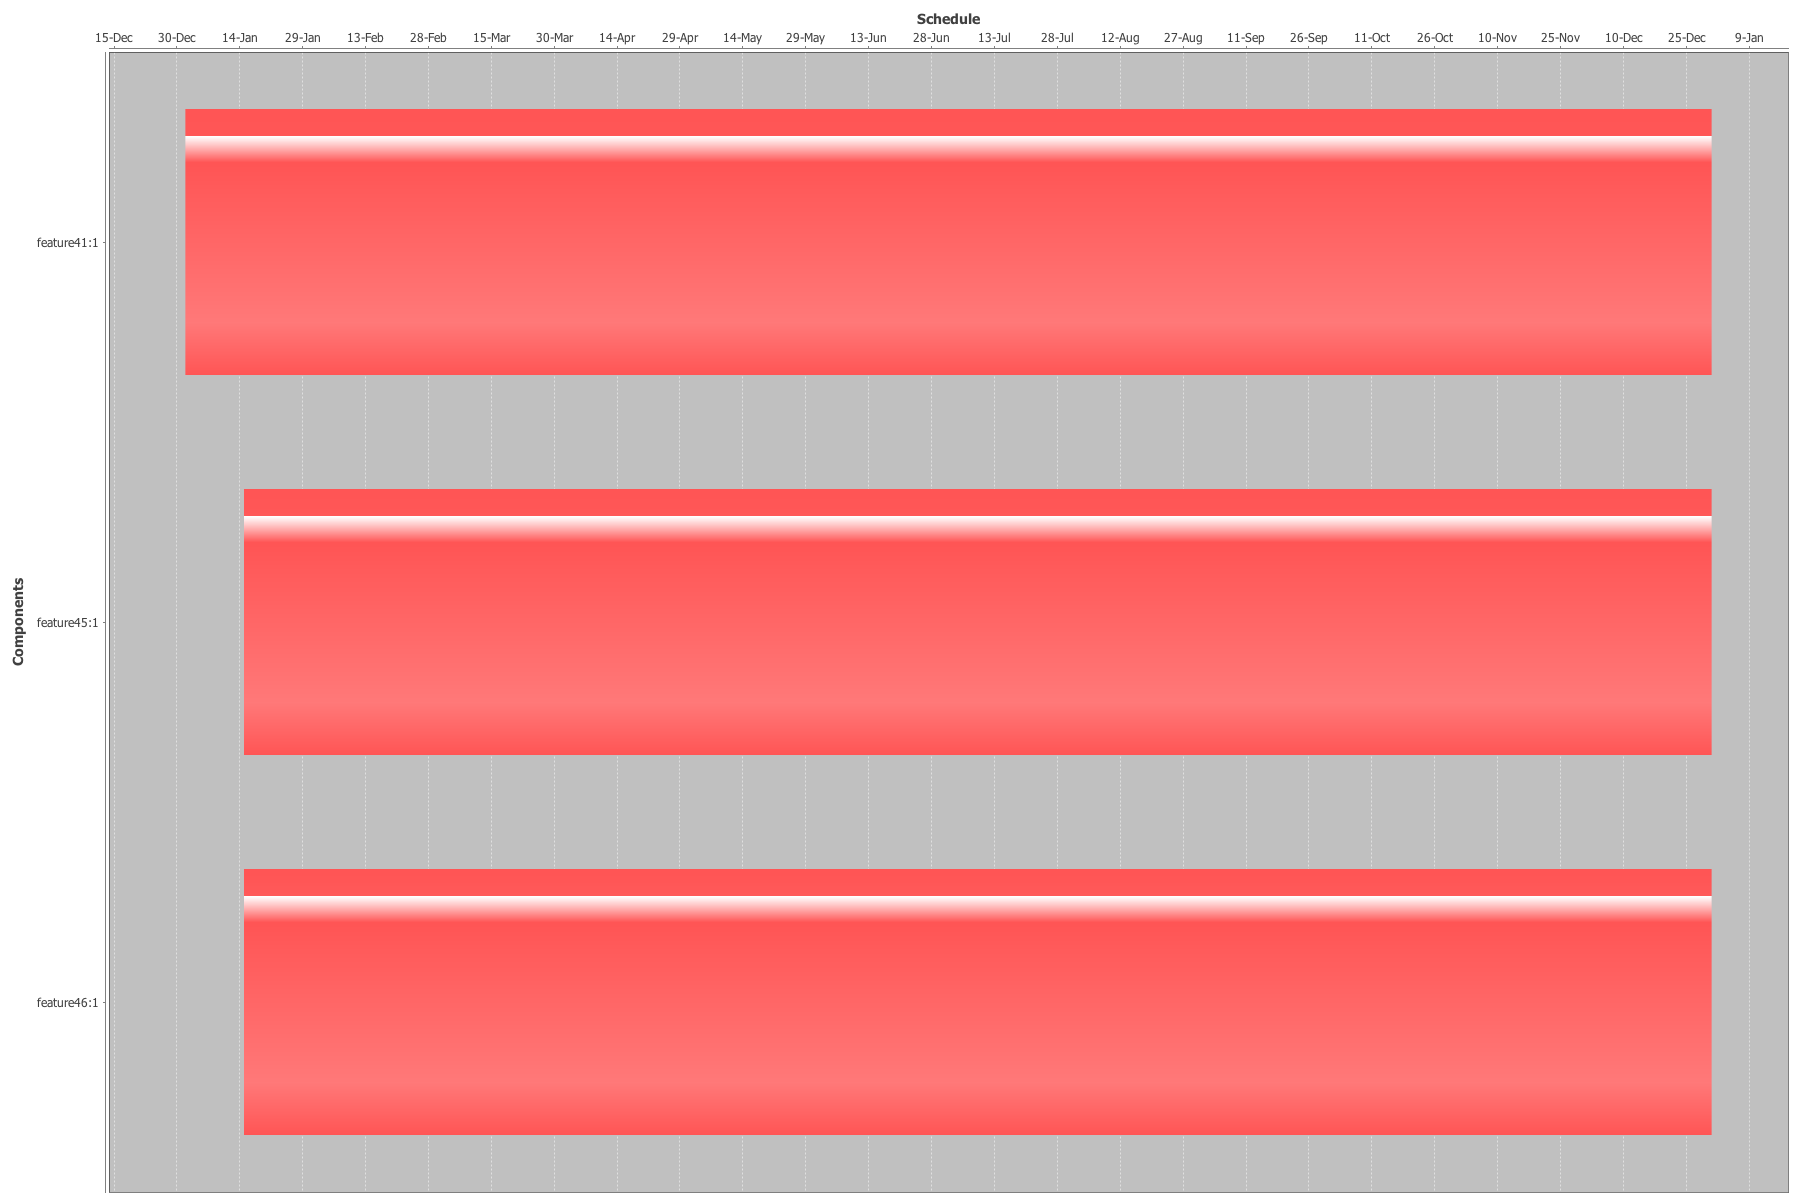 Schedule
15-Dec 30-Dec 14-Jan 29-Jan 13-Feb 28-Feb 15-Mar 30-Mar 14-Apr 29-Apr 14-May 29-May 13-Jun 28-Jun 13-Jul 28-Jul 12-Aug 27-Aug 11-Sep 26-Sep 11-Oct 26-Oct 10-Nov 25-Nov 10-Dec 25-Dec 9-Jan
Components
feature41:1
feature45:1
feature46:1